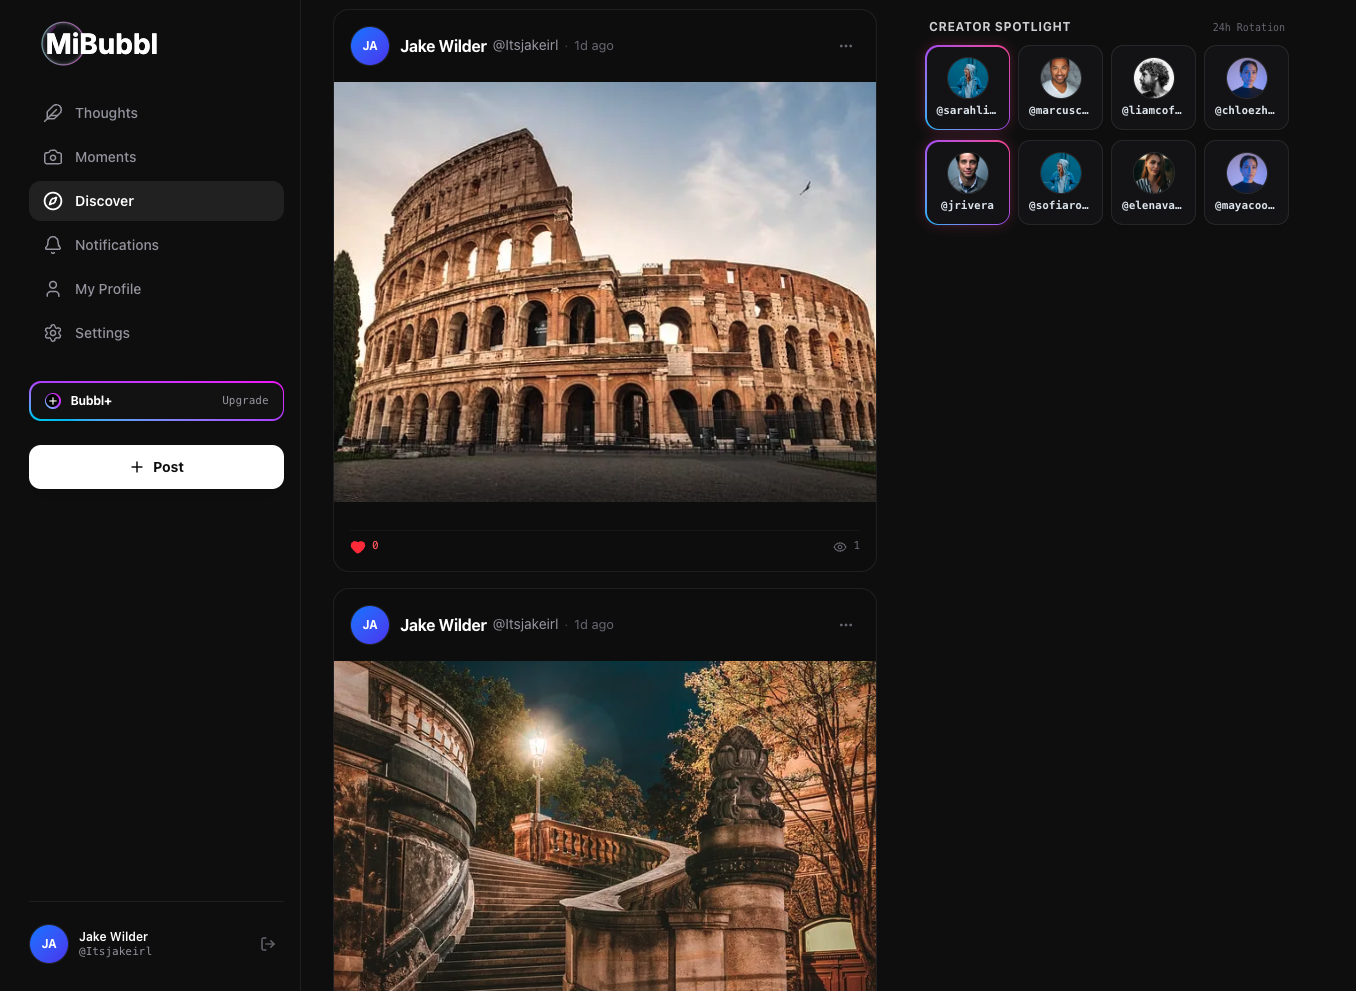 MiBubbl
Thoughts
Moments
Discover
Notifications
My Profile
Settings
Bubbl+ Upgrade
+ Post
JA Jake Wilder
@Itsjakeirl
JA Jake Wilder @Itsjakeirl · 1d ago
0 1
JA Jake Wilder @Itsjakeirl · 1d ago
CREATOR SPOTLIGHT 24h Rotation
@sarahli… @marcusc… @liamcof… @chloezh…
@jrivera @sofiaro… @elenava… @mayacoo…